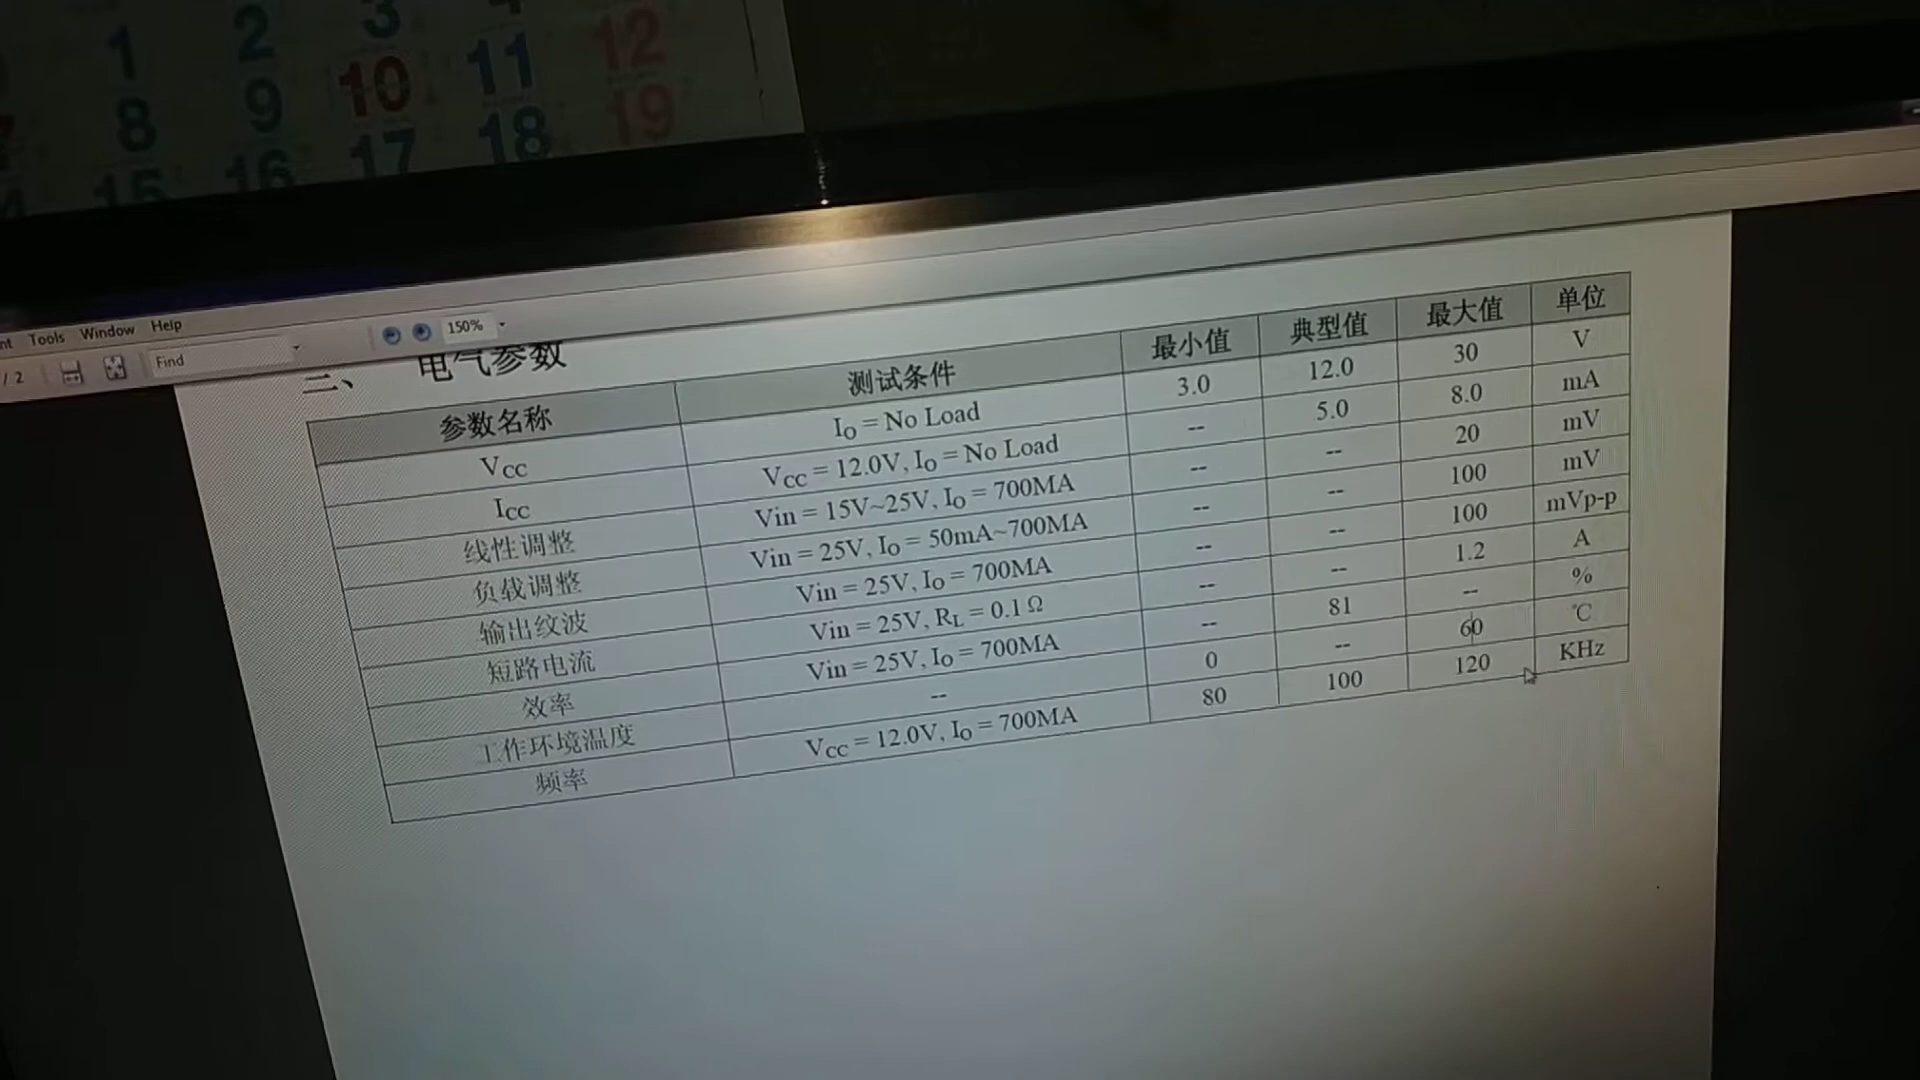 1 2 3 4
8 9 10 11 12
15 16 17 18 19
Tools Window Help
/ 2 Find 150%
二、 电气参数
参数名称 测试条件 最小值 典型值 最大值 单位
VCC IO = No Load 3.0 12.0 30 V
ICC VCC = 12.0V, IO = No Load -- 5.0 8.0 mA
线性调整 Vin = 15V~25V, IO = 700MA -- -- 20 mV
负载调整 Vin = 25V, IO = 50mA~700MA -- -- 100 mV
输出纹波 Vin = 25V, IO = 700MA -- -- 100 mVp-p
短路电流 Vin = 25V, RL = 0.1Ω -- -- 1.2 A
效率 Vin = 25V, IO = 700MA -- 81 -- %
工作环境温度 -- 0 -- 60 ℃
频率 VCC = 12.0V, IO = 700MA 80 100 120 KHz